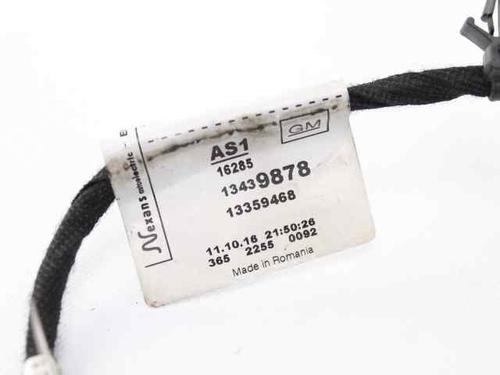 Nexans autoelectric - E
GM
AS1
16285
13439878
13359468
11.10.16 21:50:26
365 2255 0092
Made in Romania